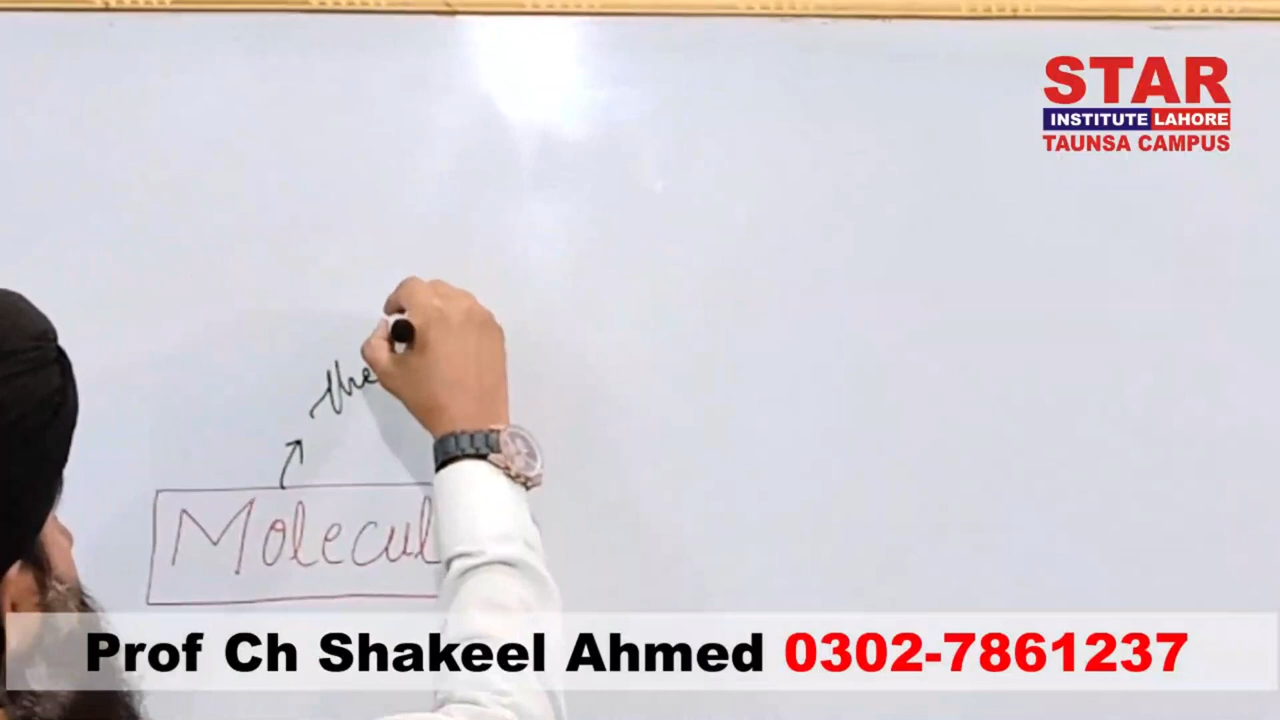 STAR
INSTITUTE LAHORE
TAUNSA CAMPUS
the
Molecul
Prof Ch Shakeel Ahmed 0302-7861237